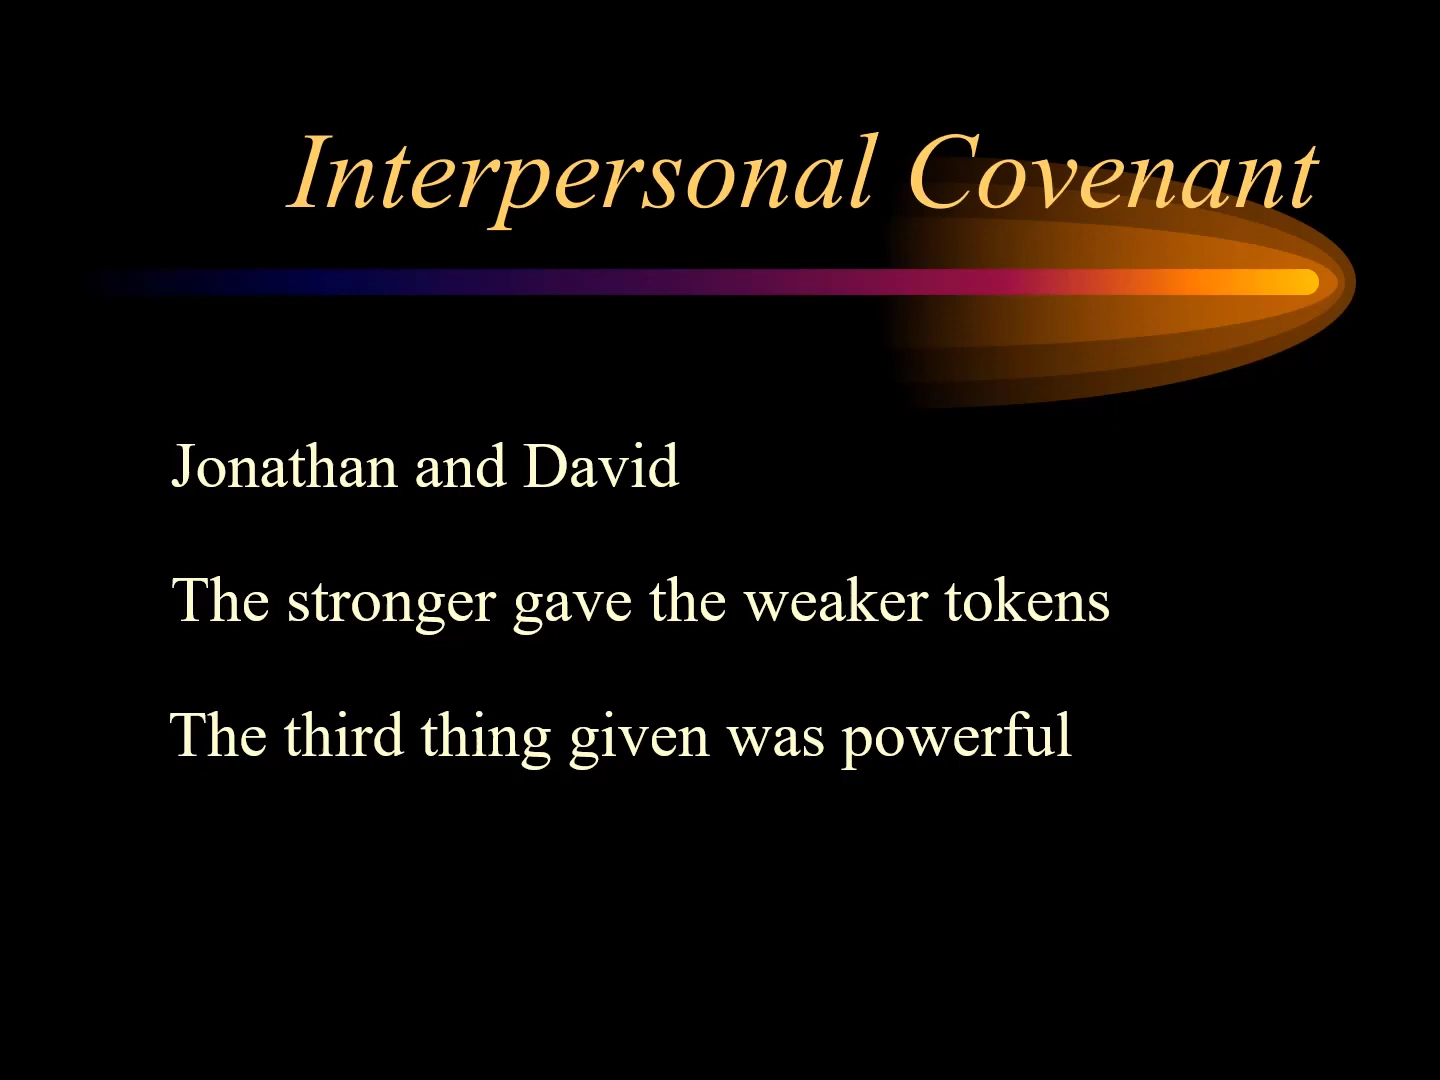 Interpersonal Covenant
Jonathan and David
The stronger gave the weaker tokens
The third thing given was powerful